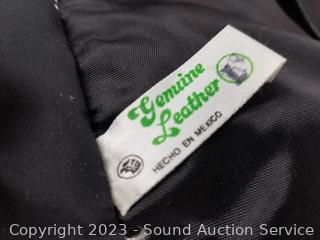 Genuine
Leather
HECHO EN MEXICO
Copyright 2023 - Sound Auction Service